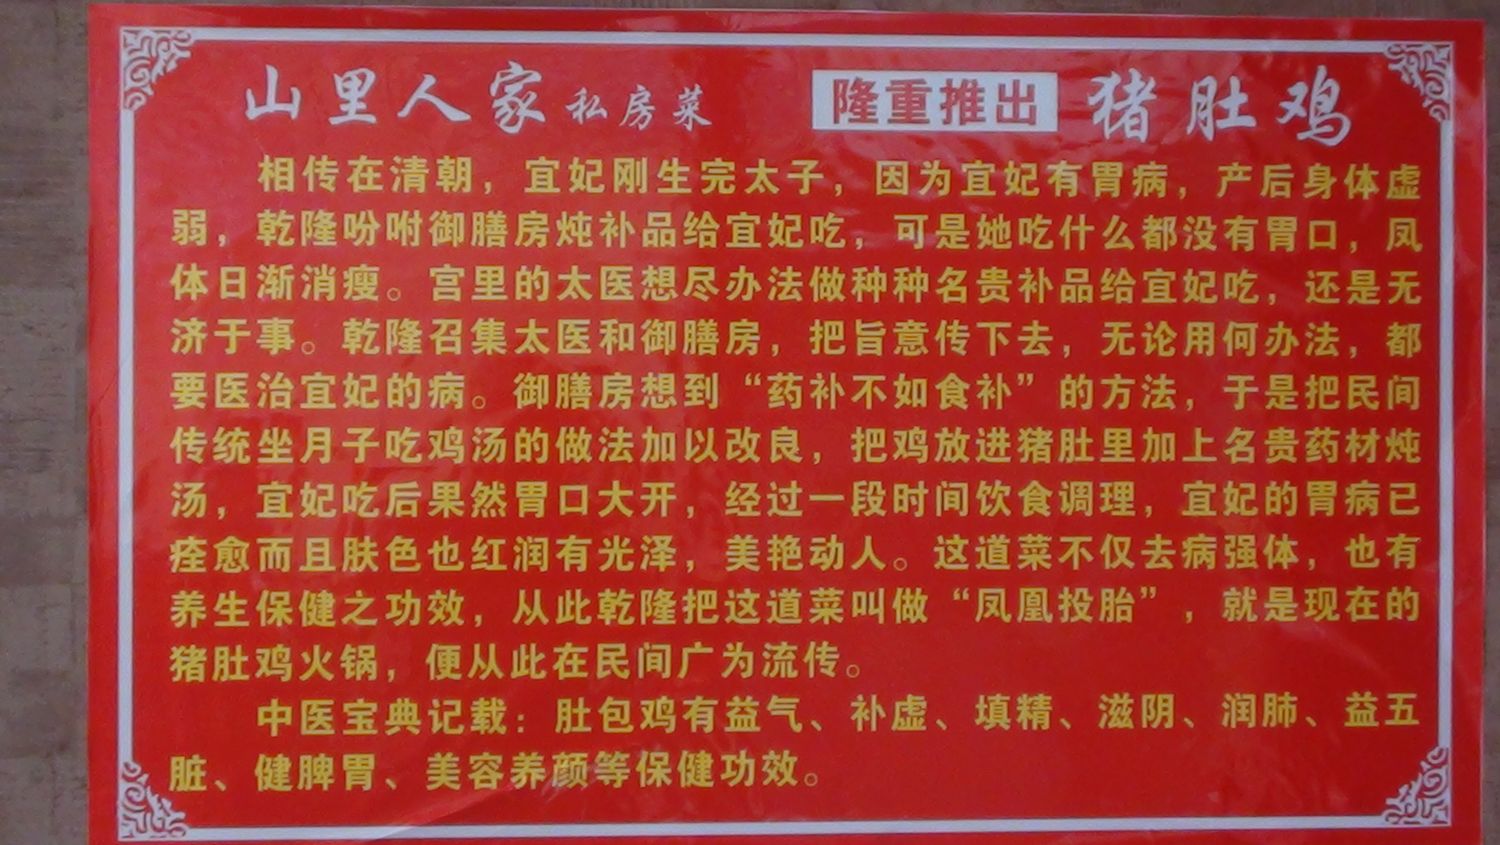 山里人家私房菜 隆重推出 猪肚鸡
相传在清朝，宜妃刚生完太子，因为宜妃有胃病，产后身体虚
弱，乾隆吩咐御膳房炖补品给宜妃吃，可是她吃什么都没有胃口，凤
体日渐消瘦。宫里的太医想尽办法做种种名贵补品给宜妃吃，还是无
济于事。乾隆召集太医和御膳房，把旨意传下去，无论用何办法，都
要医治宜妃的病。御膳房想到“药补不如食补”的方法，于是把民间
传统坐月子吃鸡汤的做法加以改良，把鸡放进猪肚里加上名贵药材炖
汤，宜妃吃后果然胃口大开，经过一段时间饮食调理，宜妃的胃病已
痊愈而且肤色也红润有光泽，美艳动人。这道菜不仅去病强体，也有
养生保健之功效，从此乾隆把这道菜叫做“凤凰投胎”，就是现在的
猪肚鸡火锅，便从此在民间广为流传。
中医宝典记载：肚包鸡有益气、补虚、填精、滋阴、润肺、益五
脏、健脾胃、美容养颜等保健功效。